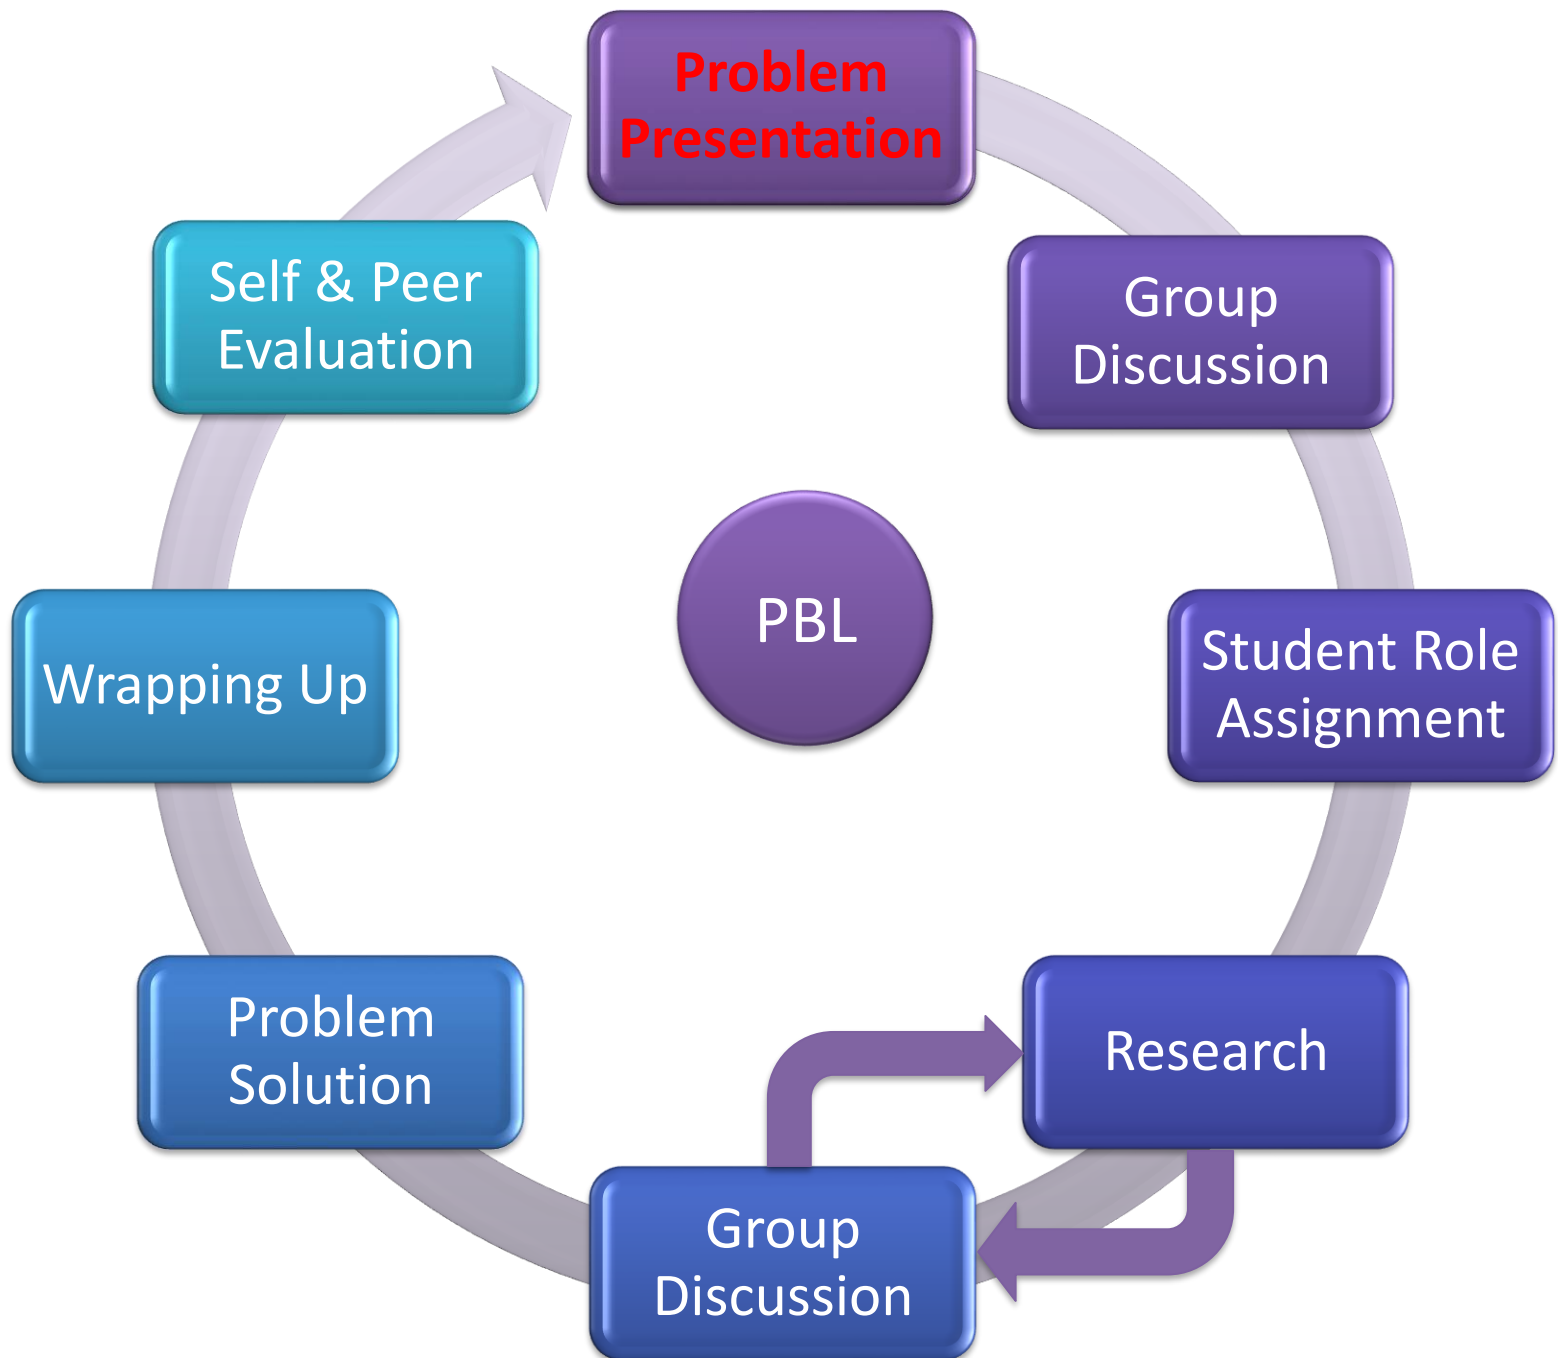 Problem
Presentation
Group
Discussion
Student Role
Assignment
Research
Group
Discussion
Problem
Solution
Wrapping Up
Self & Peer
Evaluation
PBL